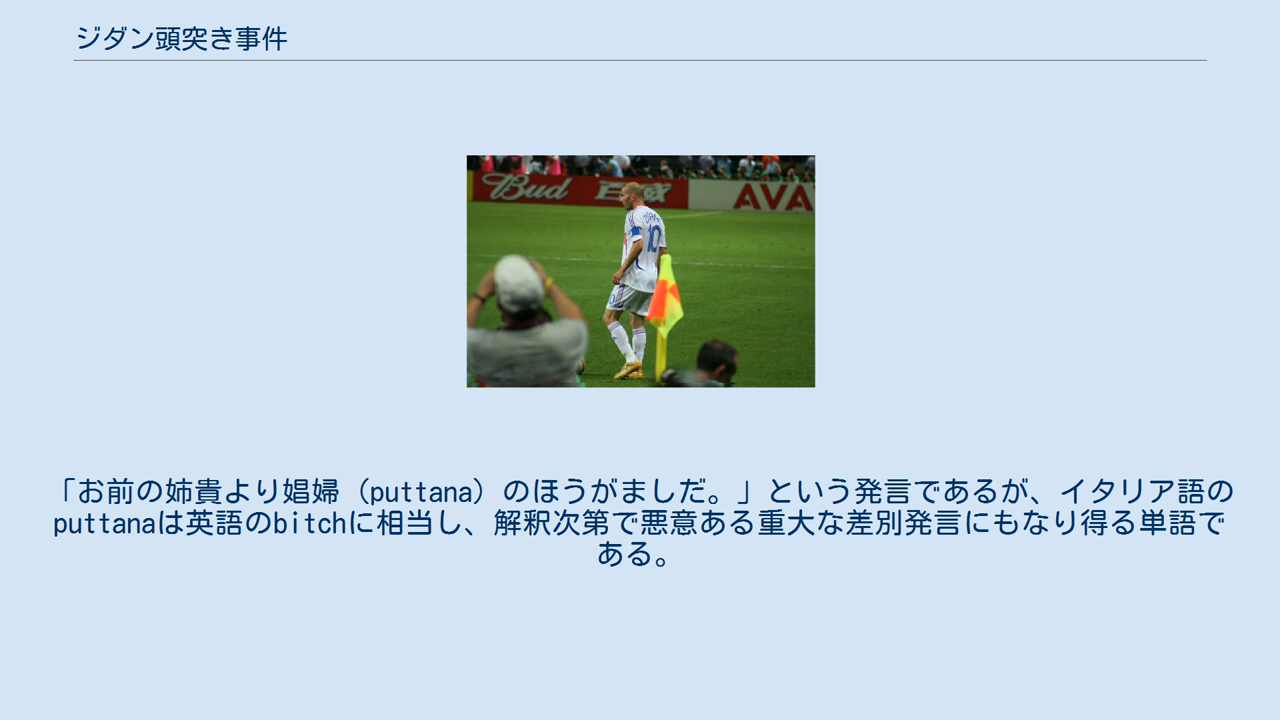 ジダン頭突き事件
Bud
AVA
10
「お前の姉貴より娼婦（puttana）のほうがましだ。」という発言であるが、イタリア語の
puttanaは英語のbitchに相当し、解釈次第で悪意ある重大な差別発言にもなり得る単語で
ある。